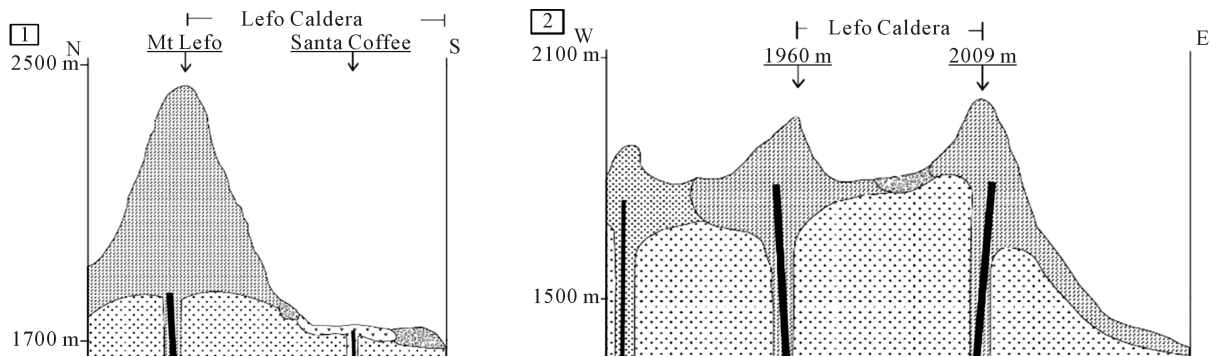 1
N
Lefo Caldera
Mt Lefo
Santa Coffee
S
2500 m
1700 m
2
W
Lefo Caldera
1960 m
2009 m
E
2100 m
1500 m